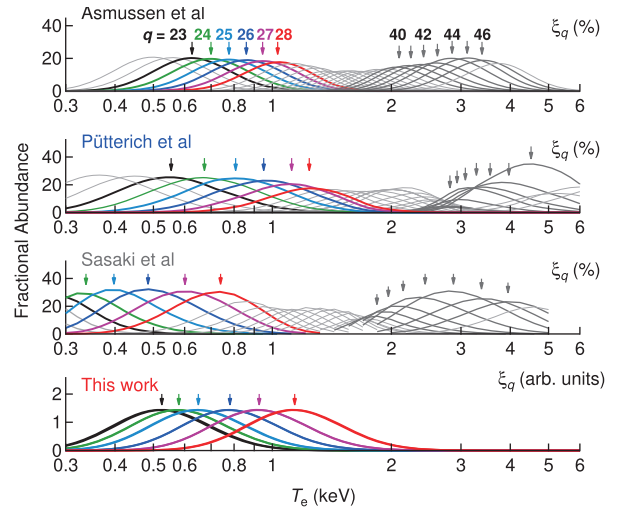 Asmussen et al
ξq (%)
q = 23 24 25 26 27 28
40 42 44 46
40
20
0
0.3 0.4 0.5 0.6 0.8 1 2 3 4 5 6
Pütterich et al
ξq (%)
40
20
0
0.3 0.4 0.5 0.6 0.8 1 2 3 4 5 6
Sasaki et al
ξq (%)
40
20
0
0.3 0.4 0.5 0.6 0.8 1 2 3 4 5 6
This work
ξq (arb. units)
2
1
0
0.3 0.4 0.5 0.6 0.8 1 2 3 4 5 6
Te (keV)
Fractional Abundance